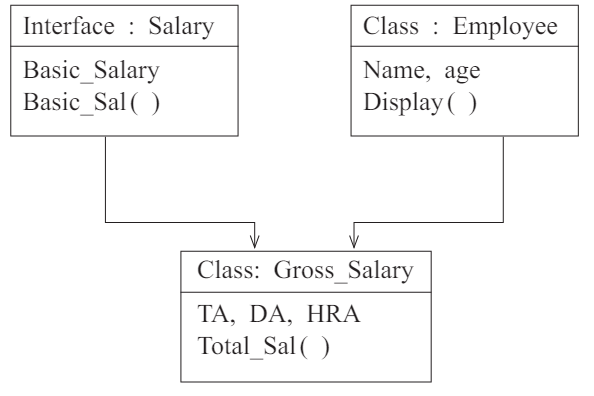 Interface : Salary
Basic_Salary
Basic_Sal( )
Class : Employee
Name, age
Display( )
Class: Gross_Salary
TA, DA, HRA
Total_Sal( )